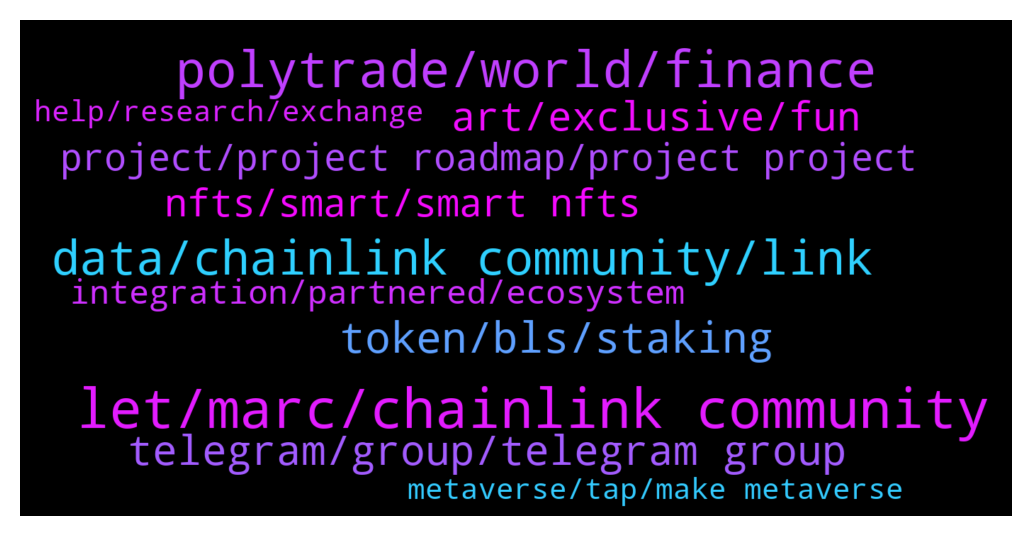 polytrade/world/finance
help/research/exchange
art/exclusive/fun
project/project roadmap/project project
nfts/smart/smart nfts
data/chainlink community/link
integration/partnered/ecosystem
token/bls/staking
let/marc/chainlink community
telegram/group/telegram group
metaverse/tap/make metaverse